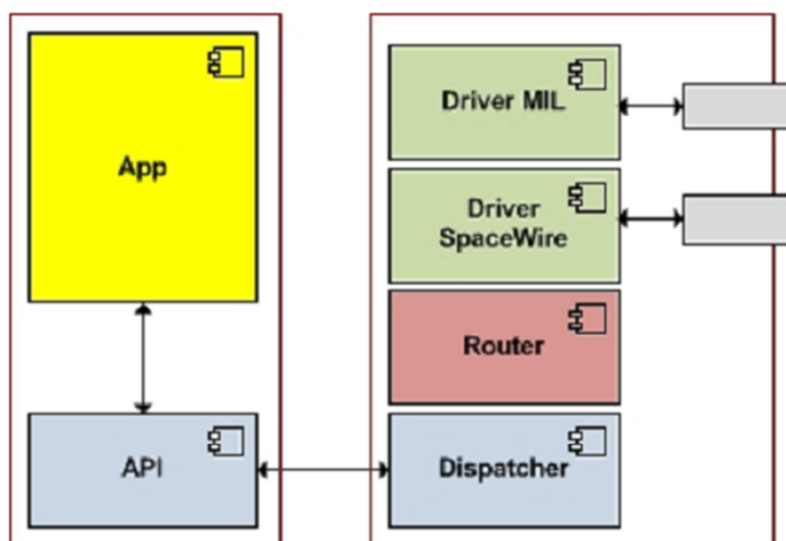 App
API
Driver MIL
Driver
SpaceWire
Router
Dispatcher